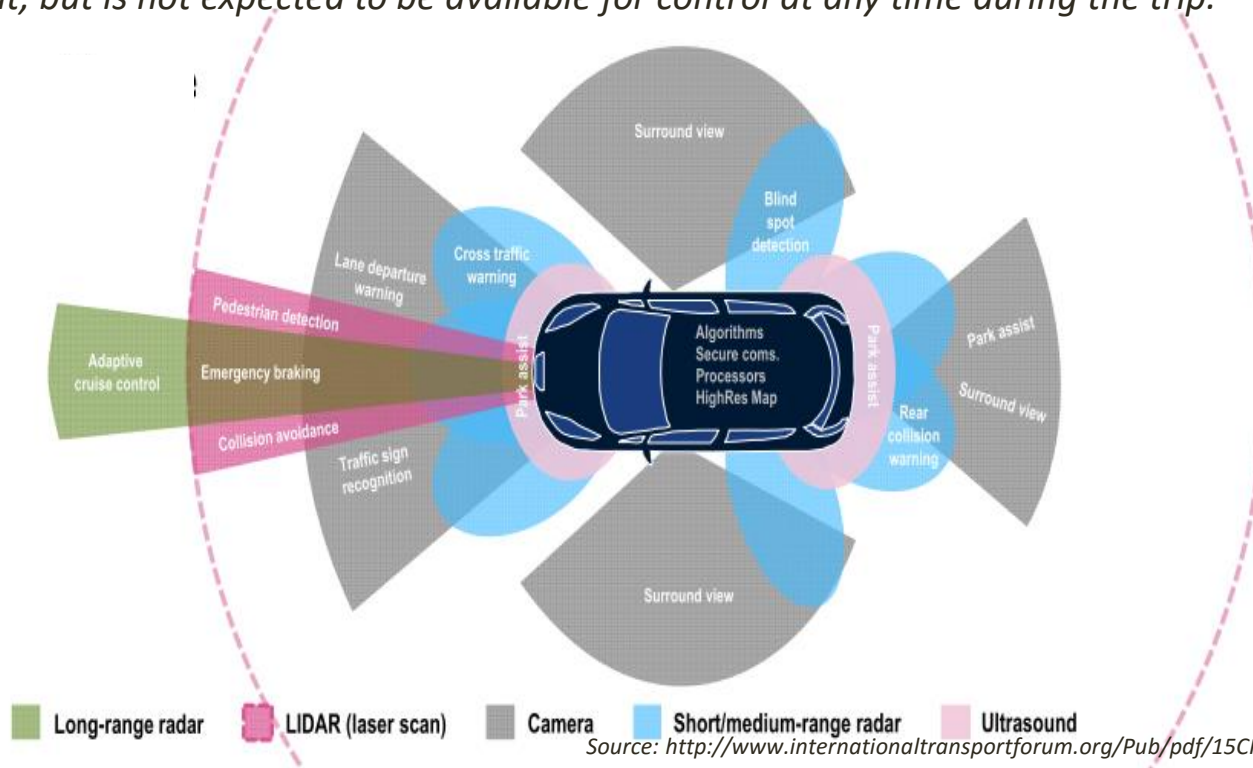 t, but is not expected to be available for control at any time during the trip.
Surround view
Blind
spot
detection
Cross traffic
warning
Lane departure
warning
Pedestrian detection
Adaptive
cruise control
Emergency braking
Collision avoidance
Traffic sign
recognition
Park assist
Algorithms
Secure coms.
Processors
HighRes Map
Park assist
Park assist
Surround view
Rear
collision
warning
Surround view
Long-range radar
LIDAR (laser scan)
Camera
Short/medium-range radar
Ultrasound
Source: http://www.internationaltransportforum.org/Pub/pdf/15C